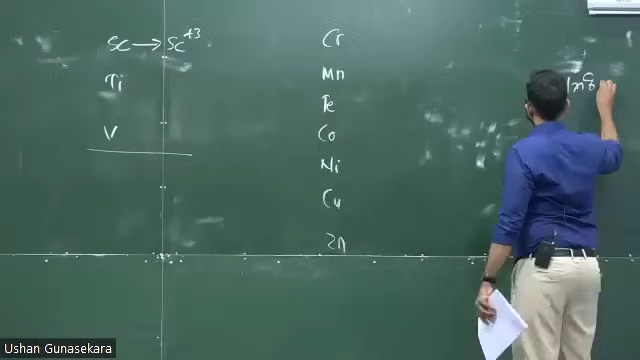 Sc → Sc+3
Ti
V
Cr
Mn
Fe
Co
Ni
Cu
Zn
Ushan Gunasekara